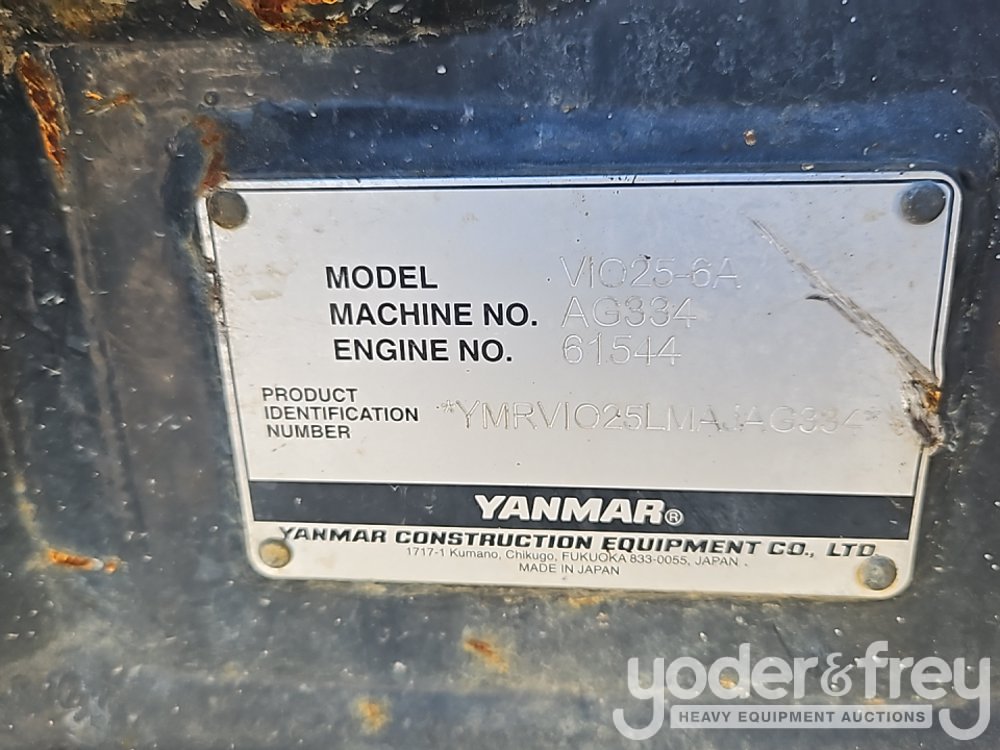 MODEL VIO25-6A
MACHINE NO. AG334
ENGINE NO. 61544
PRODUCT
IDENTIFICATION
NUMBER
*YMRVIO25LMAJAG334*
YANMAR®
YANMAR CONSTRUCTION EQUIPMENT CO., LTD.
1717-1 Kumano, Chikugo, FUKUOKA 833-0055, JAPAN
MADE IN JAPAN
yoder&frey
HEAVY EQUIPMENT AUCTIONS